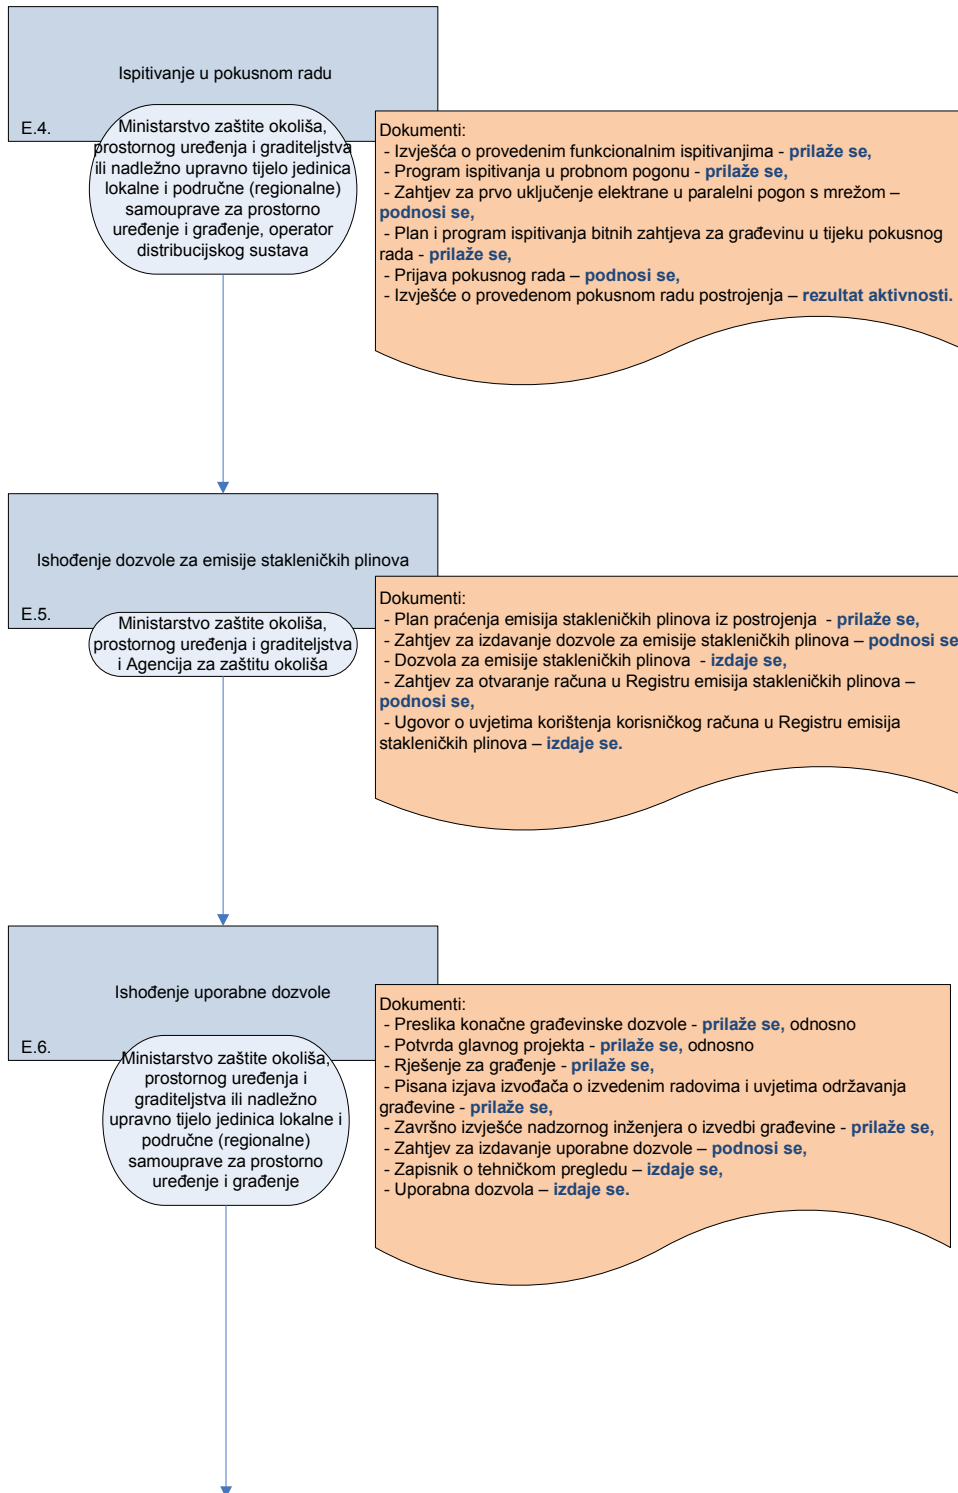 Ispitivanje u pokusnom radu
E.4.
Ministarstvo zaštite okoliša,
prostornog uređenja i graditeljstva
ili nadležno upravno tijelo jedinica
lokalne i područne (regionalne)
samouprave za prostorno
uređenje i građenje, operator
distribucijskog sustava
Dokumenti:
- Izvješća o provedenim funkcionalnim ispitivanjima - prilaže se,
- Program ispitivanja u probnom pogonu - prilaže se,
- Zahtjev za prvo uključenje elektrane u paralelni pogon s mrežom –
podnosi se,
- Plan i program ispitivanja bitnih zahtjeva za građevinu u tijeku pokusnog
rada - prilaže se,
- Prijava pokusnog rada – podnosi se,
- Izvješće o provedenom pokusnom radu postrojenja – rezultat aktivnosti.
Ishođenje dozvole za emisije stakleničkih plinova
E.5.
Ministarstvo zaštite okoliša,
prostornog uređenja i graditeljstva
i Agencija za zaštitu okoliša
Dokumenti:
- Plan praćenja emisija stakleničkih plinova iz postrojenja - prilaže se,
- Zahtjev za izdavanje dozvole za emisije stakleničkih plinova – podnosi se
- Dozvola za emisije stakleničkih plinova - izdaje se,
- Zahtjev za otvaranje računa u Registru emisija stakleničkih plinova –
podnosi se,
- Ugovor o uvjetima korištenja korisničkog računa u Registru emisija
stakleničkih plinova – izdaje se.
Ishođenje uporabne dozvole
E.6.
Ministarstvo zaštite okoliša,
prostornog uređenja i
graditeljstva ili nadležno
upravno tijelo jedinica lokalne i
područne (regionalne)
samouprave za prostorno
uređenje i građenje
Dokumenti:
- Preslika konačne građevinske dozvole - prilaže se, odnosno
- Potvrda glavnog projekta - prilaže se, odnosno
- Rješenje za građenje - prilaže se,
- Pisana izjava izvođača o izvedenim radovima i uvjetima održavanja
građevine - prilaže se,
- Završno izvješće nadzornog inženjera o izvedbi građevine - prilaže se,
- Zahtjev za izdavanje uporabne dozvole – podnosi se,
- Zapisnik o tehničkom pregledu – izdaje se,
- Uporabna dozvola – izdaje se.